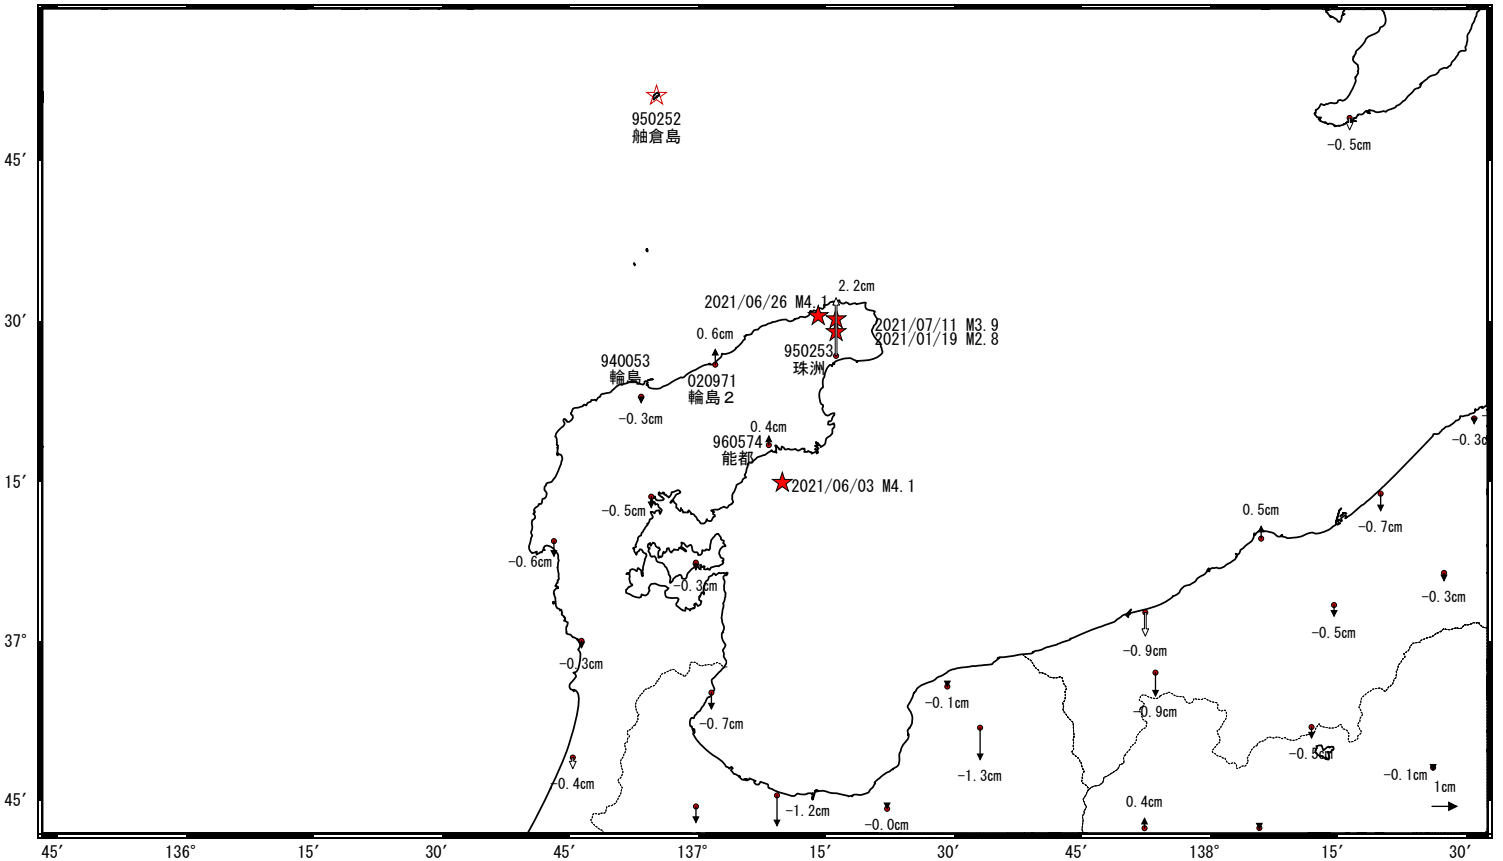 950252
舳倉島
45′
-0.5cm
2.2cm
2021/06/26 M4.1
30′
2021/07/11 M3.9
2021/01/19 M2.8
0.6cm
950253
珠洲
940053
輪島
020971
輪島２
-0.3cm
0.4cm
960574
能都
-0.3c
15′
2021/06/03 M4.1
-0.5cm
0.5cm
-0.7cm
-0.6cm
-0.3cm
-0.3cm
-0.5cm
37°
-0.9cm
-0.3cm
-0.1cm
-0.9cm
-0.7cm
-0.5cm
-1.3cm
-0.1cm
-0.4cm
1cm
45′
0.4cm
-1.2cm
-0.0cm
45′
136°
15′
30′
45′
137°
15′
30′
45′
138°
15′
30′